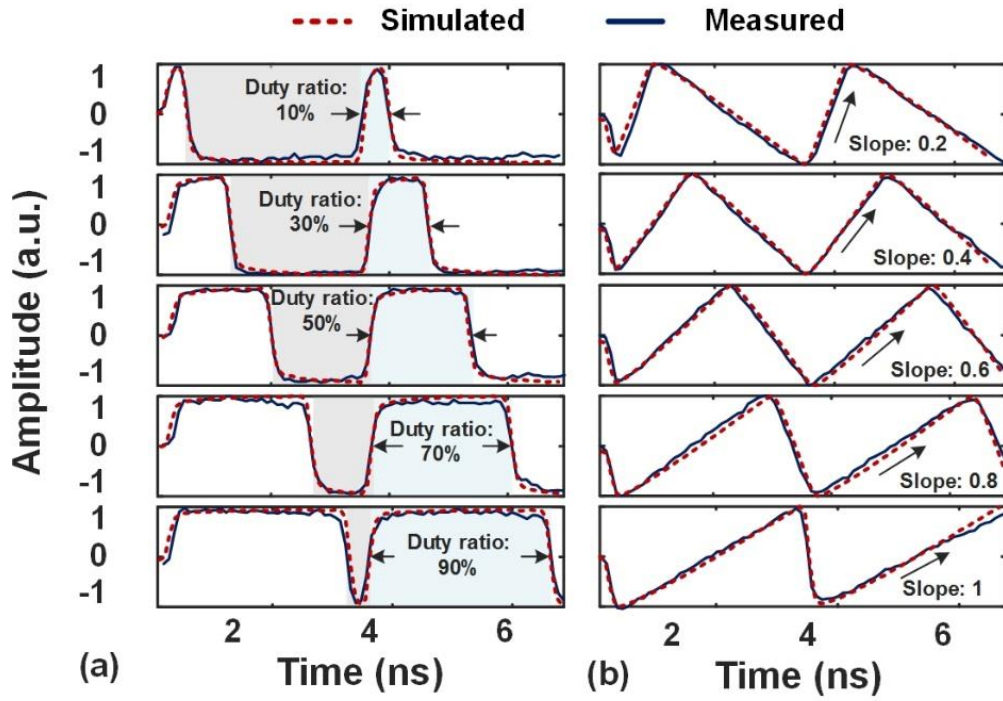 Simulated Measured
1
0
-1
Duty ratio:
10%
Slope: 0.2
1
0
-1
Duty ratio:
30%
Slope: 0.4
1
0
-1
Duty ratio:
50%
Slope: 0.6
1
0
-1
Duty ratio:
70%
Slope: 0.8
1
0
-1
Duty ratio:
90%
Slope: 1
Amplitude (a.u.)
2 4 6
2 4 6
(a) Time (ns)
(b) Time (ns)